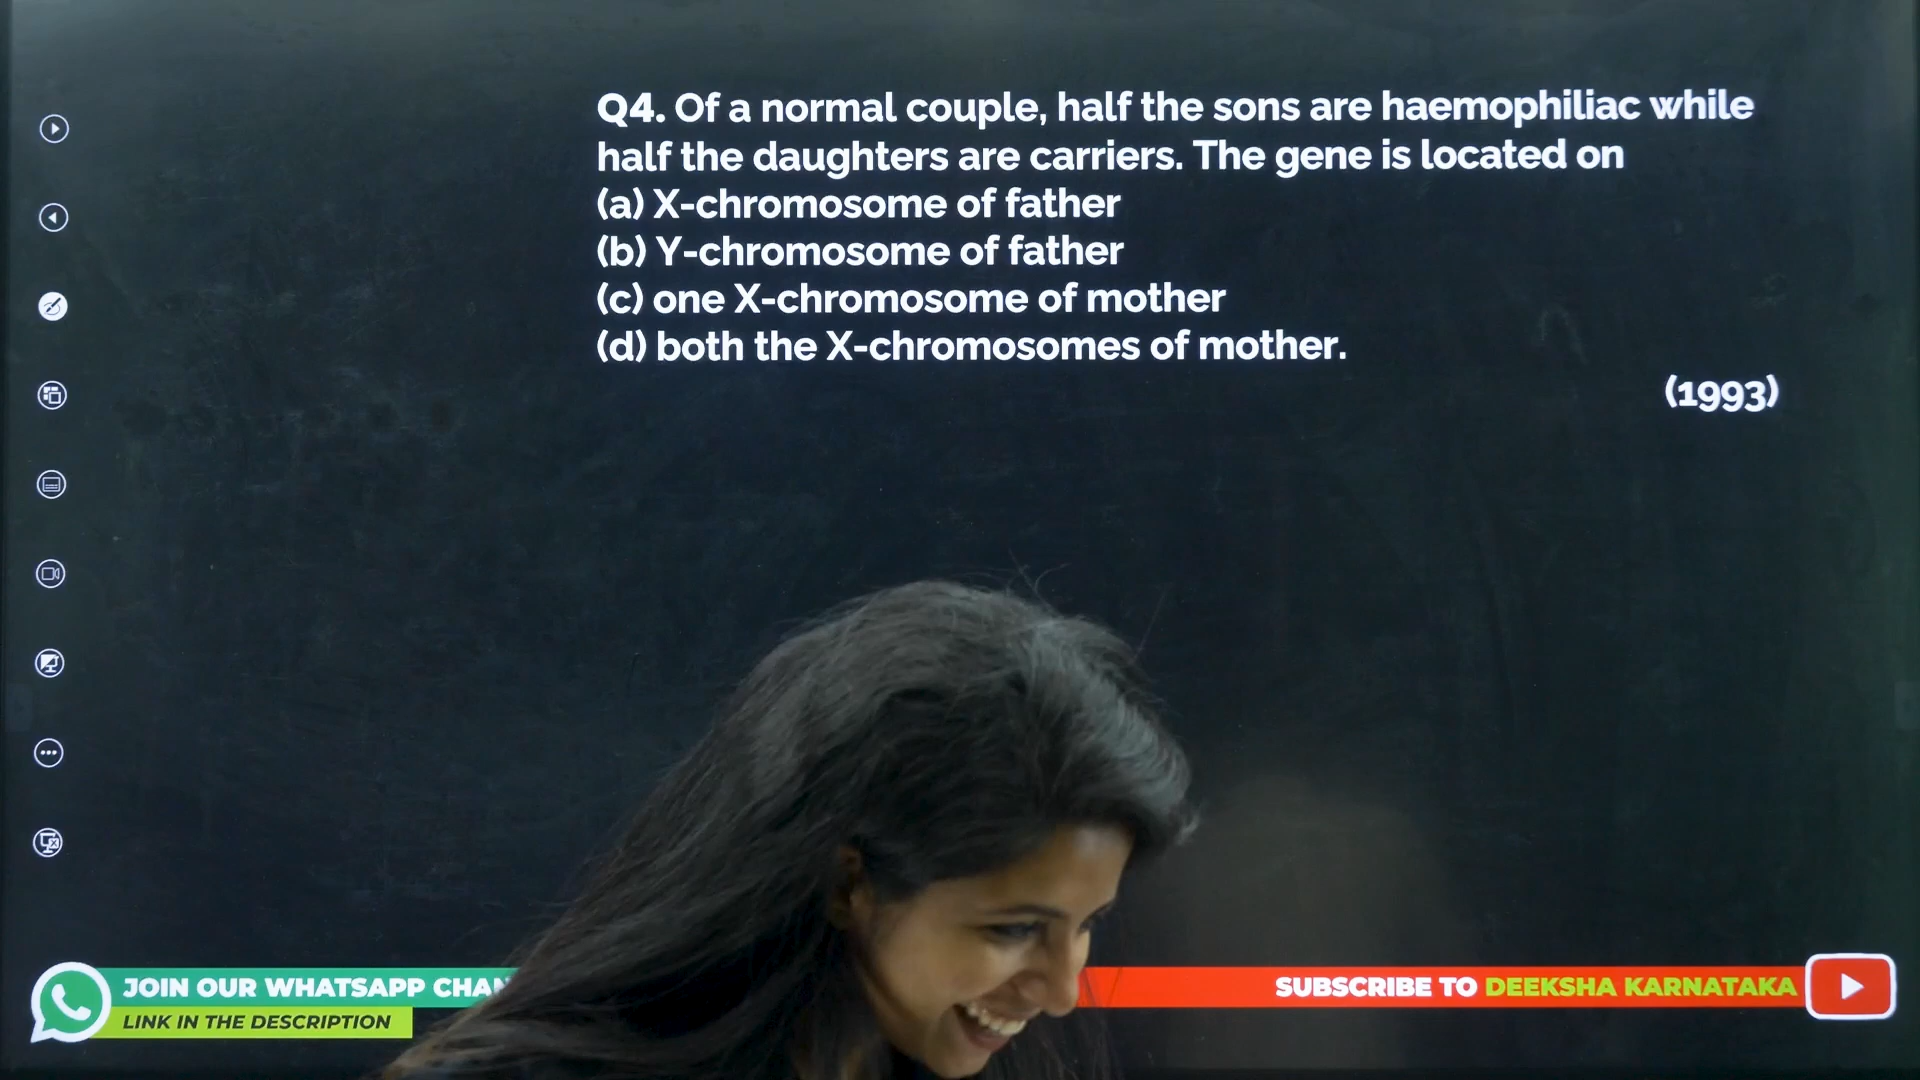 Q4. Of a normal couple, half the sons are haemophiliac while
half the daughters are carriers. The gene is located on
(a) X-chromosome of father
(b) Y-chromosome of father
(c) one X-chromosome of mother
(d) both the X-chromosomes of mother.
(1993)
JOIN OUR WHATSAPP
SUBSCRIBE TO DEEKSHA KARNATAKA
LINK IN THE DESCRIPTION